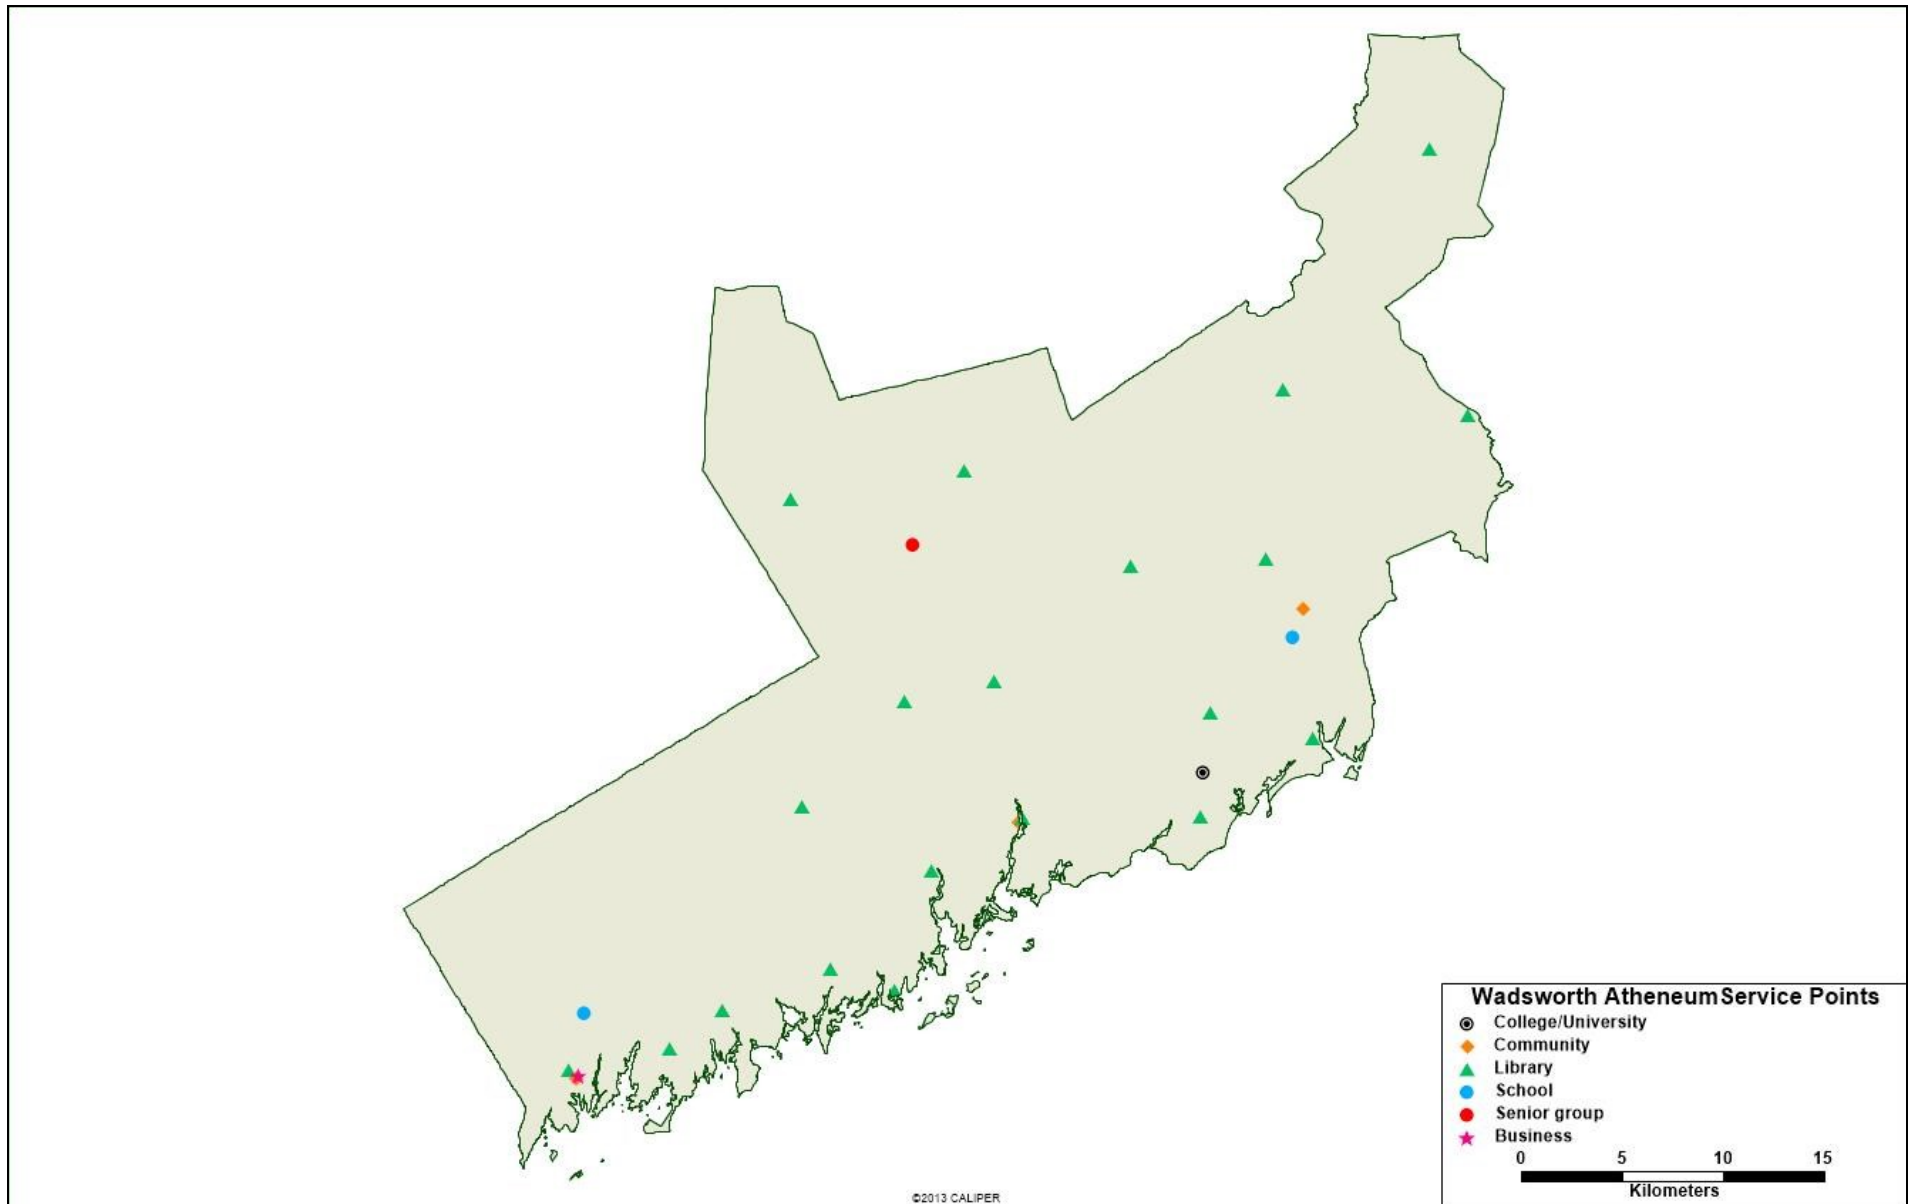 Wadsworth AtheneumService Points
College/University
Community
Library
School
Senior group
Business
0 5 10 15
Kilometers
©2013 CALIPER